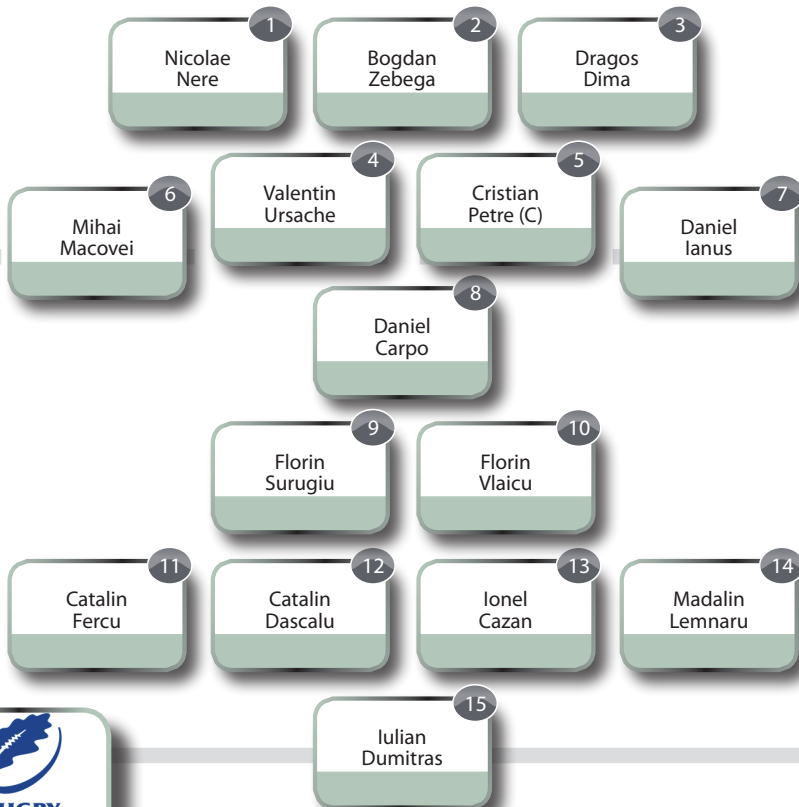 1
Nicolae
Nere
2
Bogdan
Zebega
3
Dragos
Dima
4
Valentin
Ursache
5
Cristian
Petre (C)
6
Mihai
Macovei
7
Daniel
Ianus
8
Daniel
Carpo
9
Florin
Surugiu
10
Florin
Vlaicu
11
Catalin
Fercu
12
Catalin
Dascalu
13
Ionel
Cazan
14
Madalin
Lemnaru
15
Iulian
Dumitras